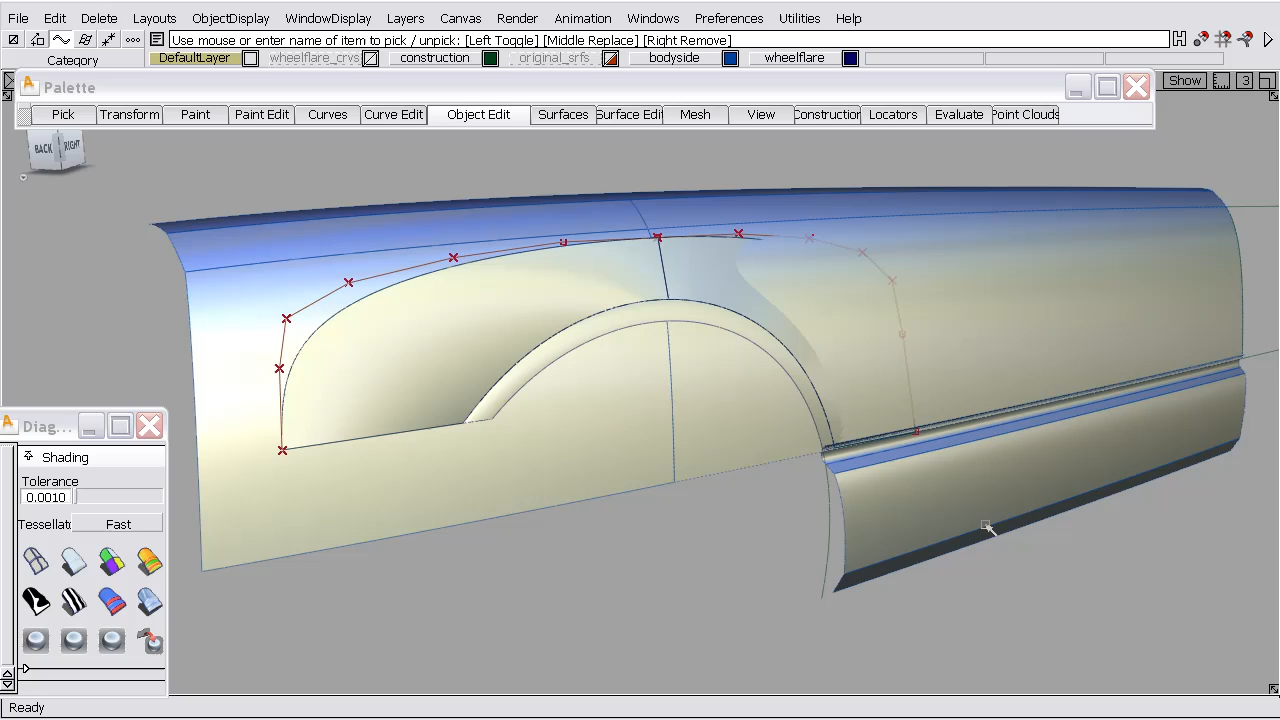 File Edit Delete Layouts ObjectDisplay WindowDisplay Layers Canvas Render Animation Windows Preferences Utilities Help
Use mouse or enter name of item to pick / unpick: [Left Toggle] [Middle Replace] [Right Remove]
Category DefaultLayer wheelflare_crvs construction original_srfs bodyside wheelflare
Palette Show 3
Pick Transform Paint Paint Edit Curves Curve Edit Object Edit Surfaces Surface Edi Mesh View Construction Locators Evaluate Point Clouds
BACK RIGHT
Diag...
Shading
Tolerance
0.0010
Tessellat Fast
Ready